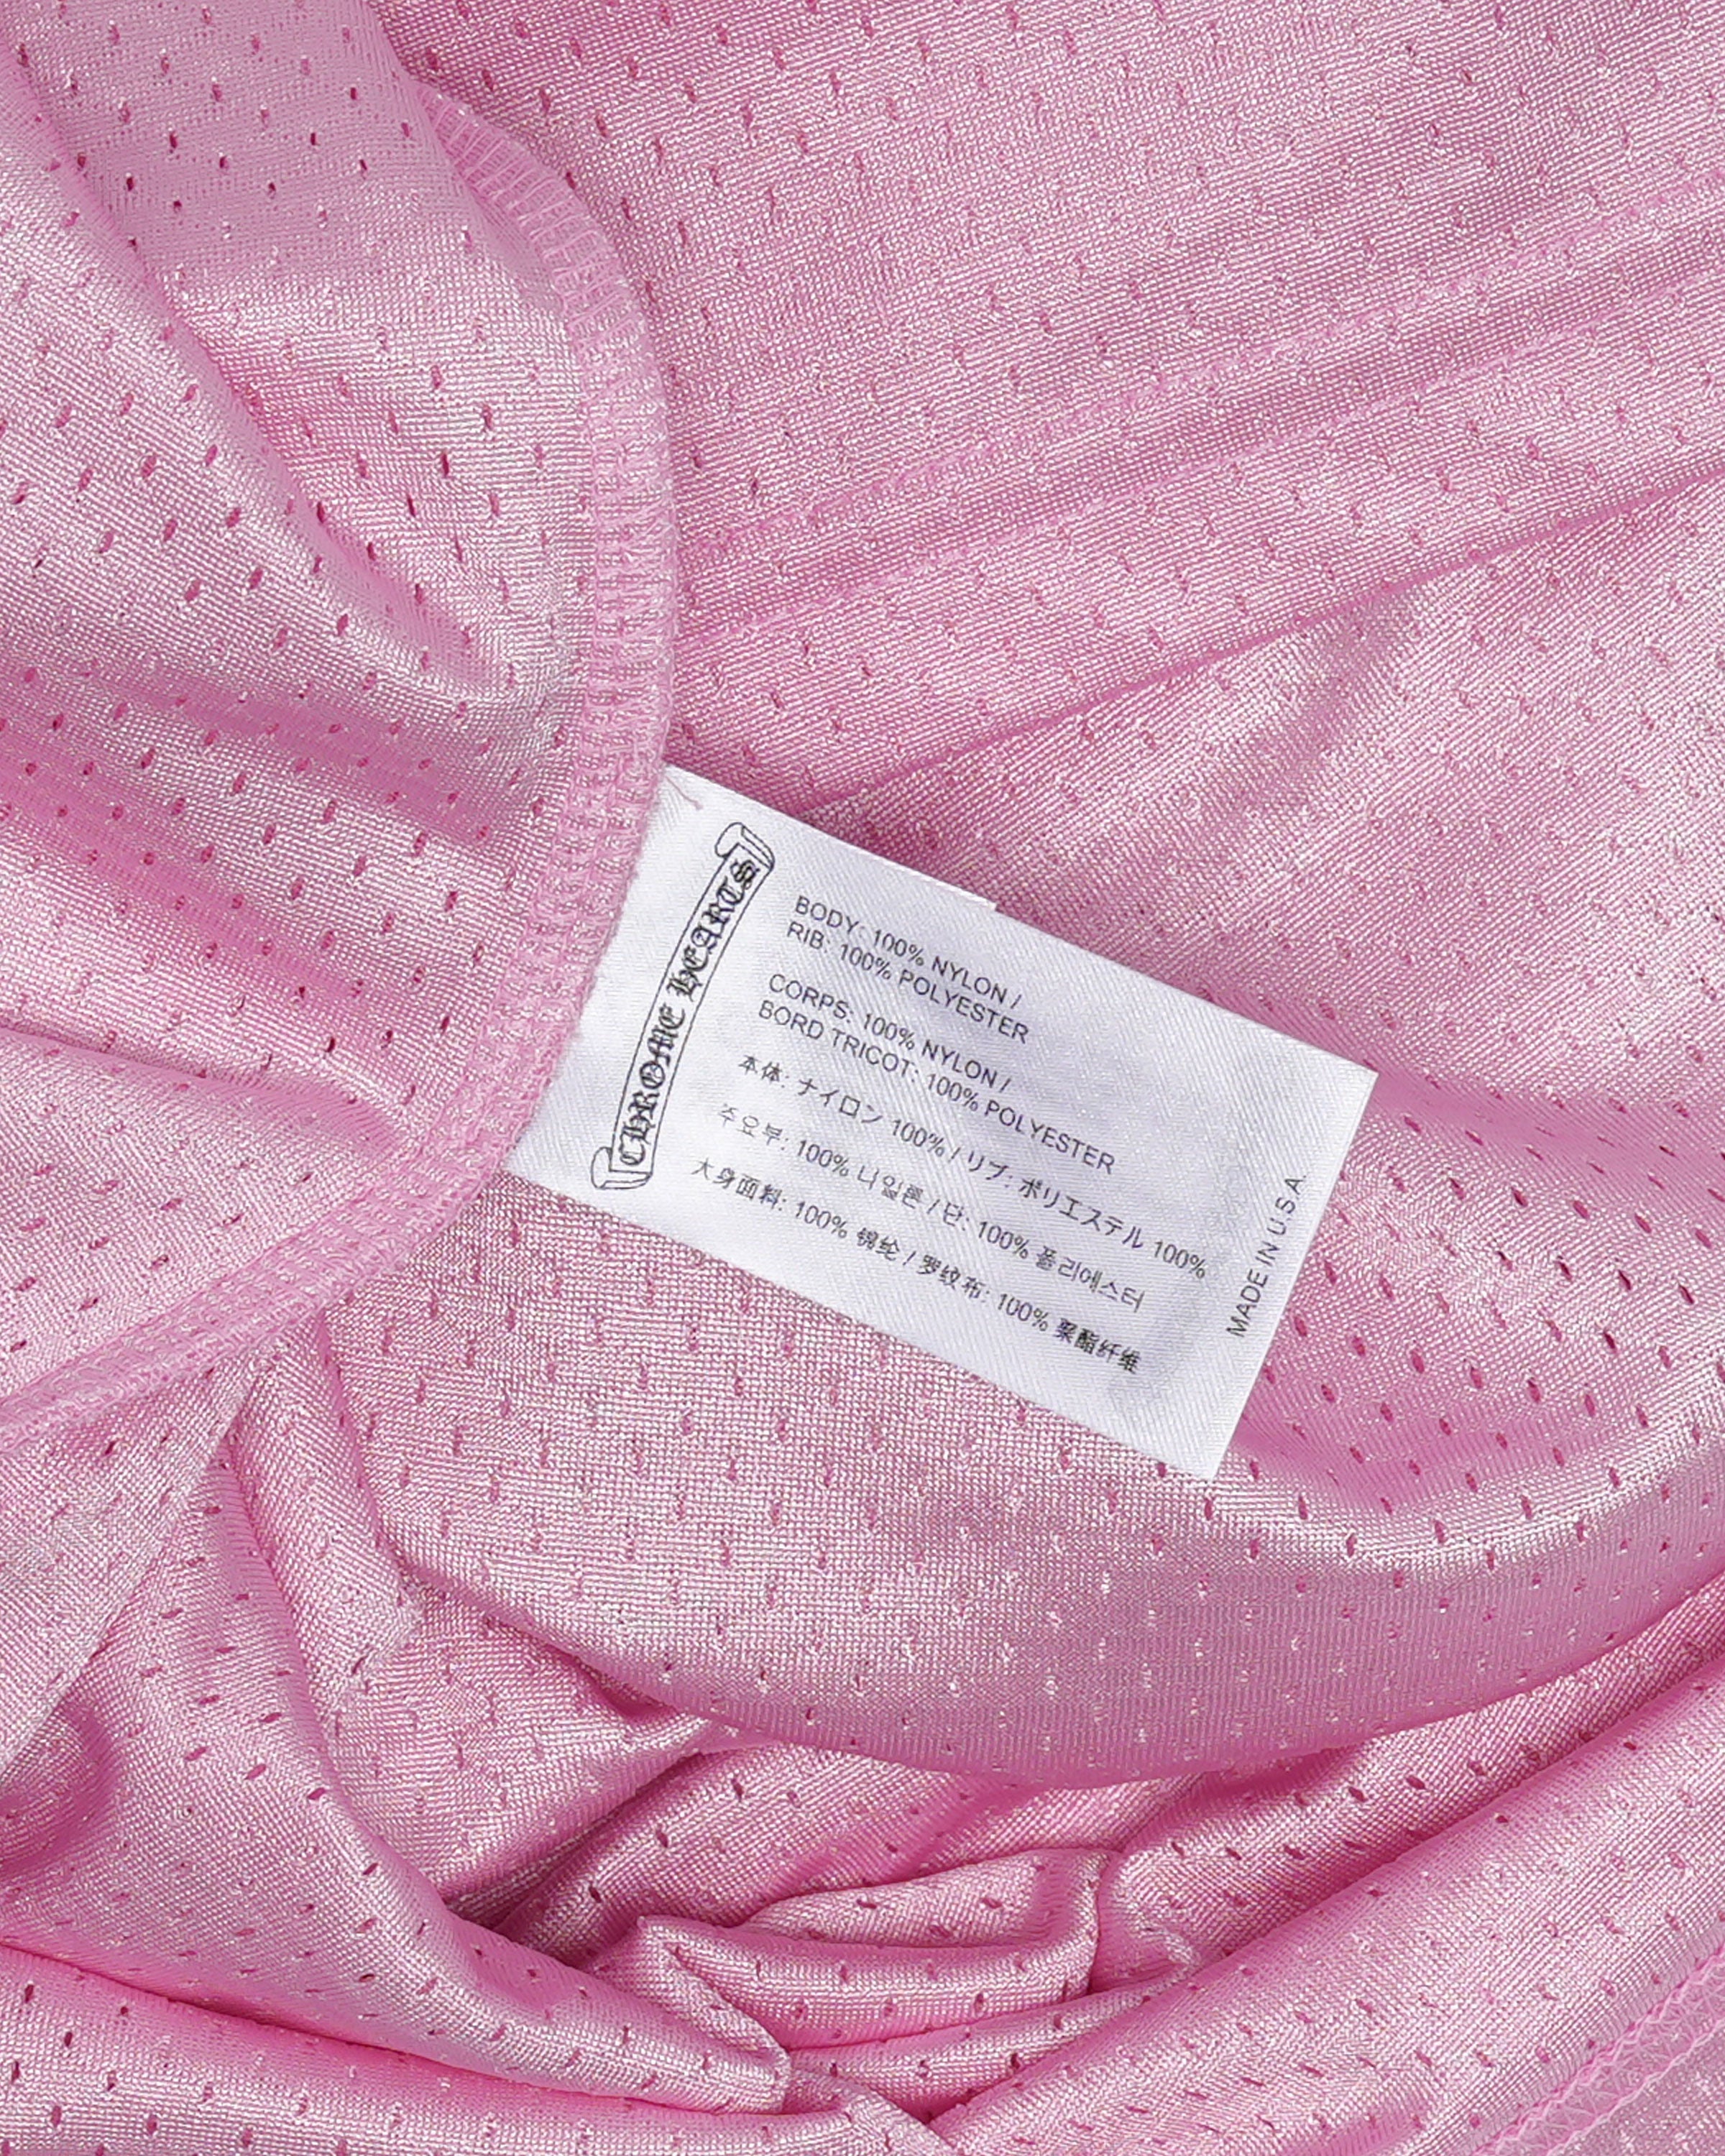 CHROME HEARTS
BODY: 100% NYLON /
RIB: 100% POLYESTER
CORPS: 100% NYLON /
BORD TRICOT: 100% POLYESTER
本体: ナイロン 100% / リブ: ポリエステル 100%
주요부: 100% 나일론 / 단: 100% 폴리에스터
大身面料: 100% 锦纶 / 罗纹布: 100% 聚酯纤维
MADE IN U.S.A.